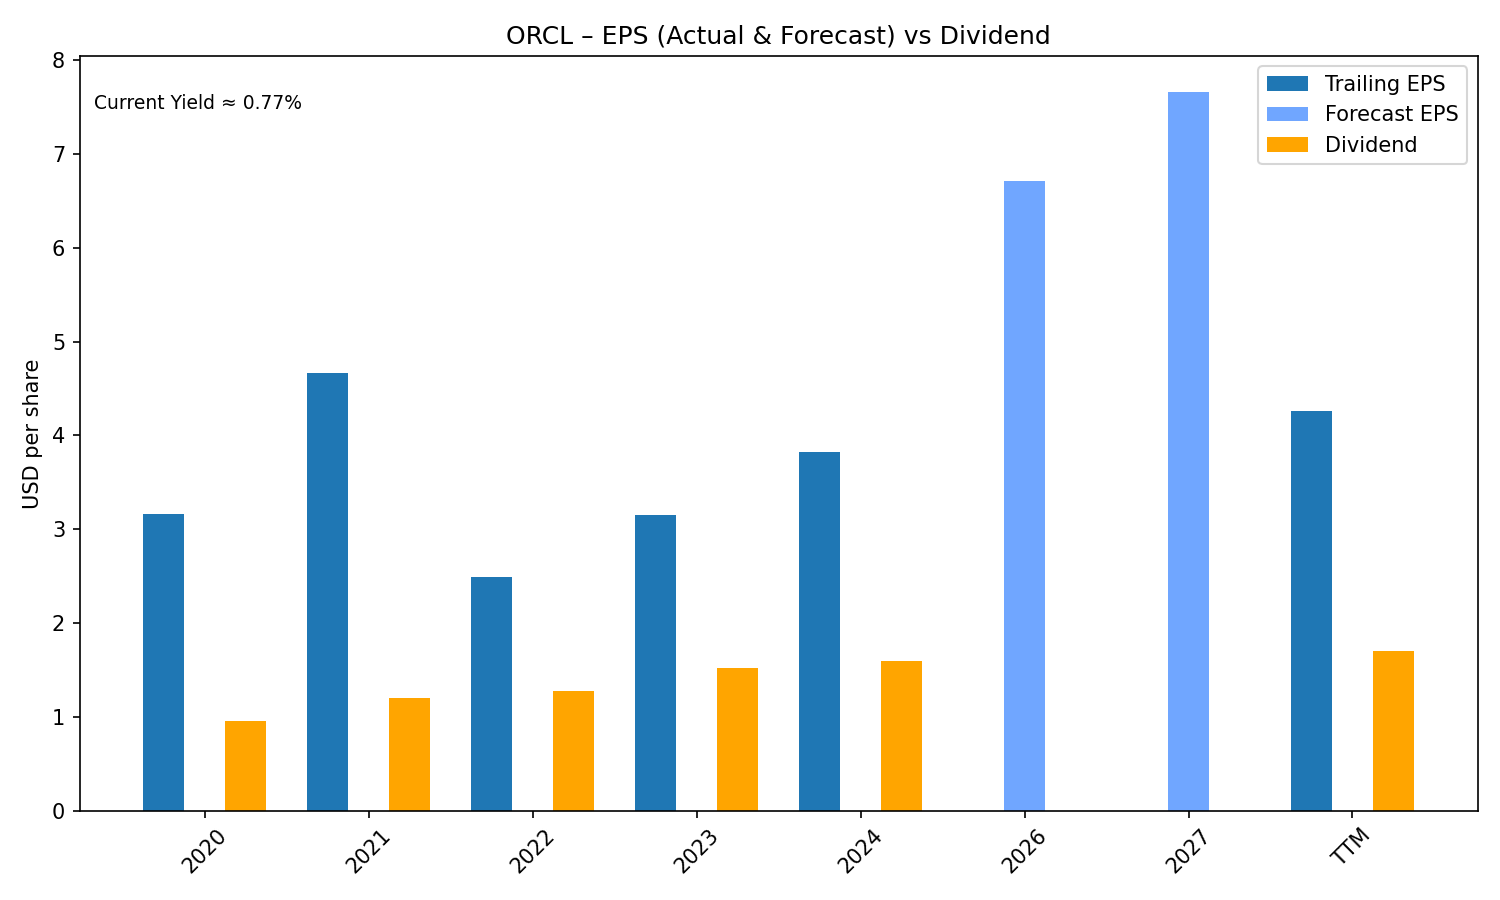 ORCL – EPS (Actual & Forecast) vs Dividend
Current Yield ≈ 0.77%
Trailing EPS
Forecast EPS
Dividend
USD per share
8
7
6
5
4
3
2
1
0
2020
2021
2022
2023
2024
2026
2027
TTM